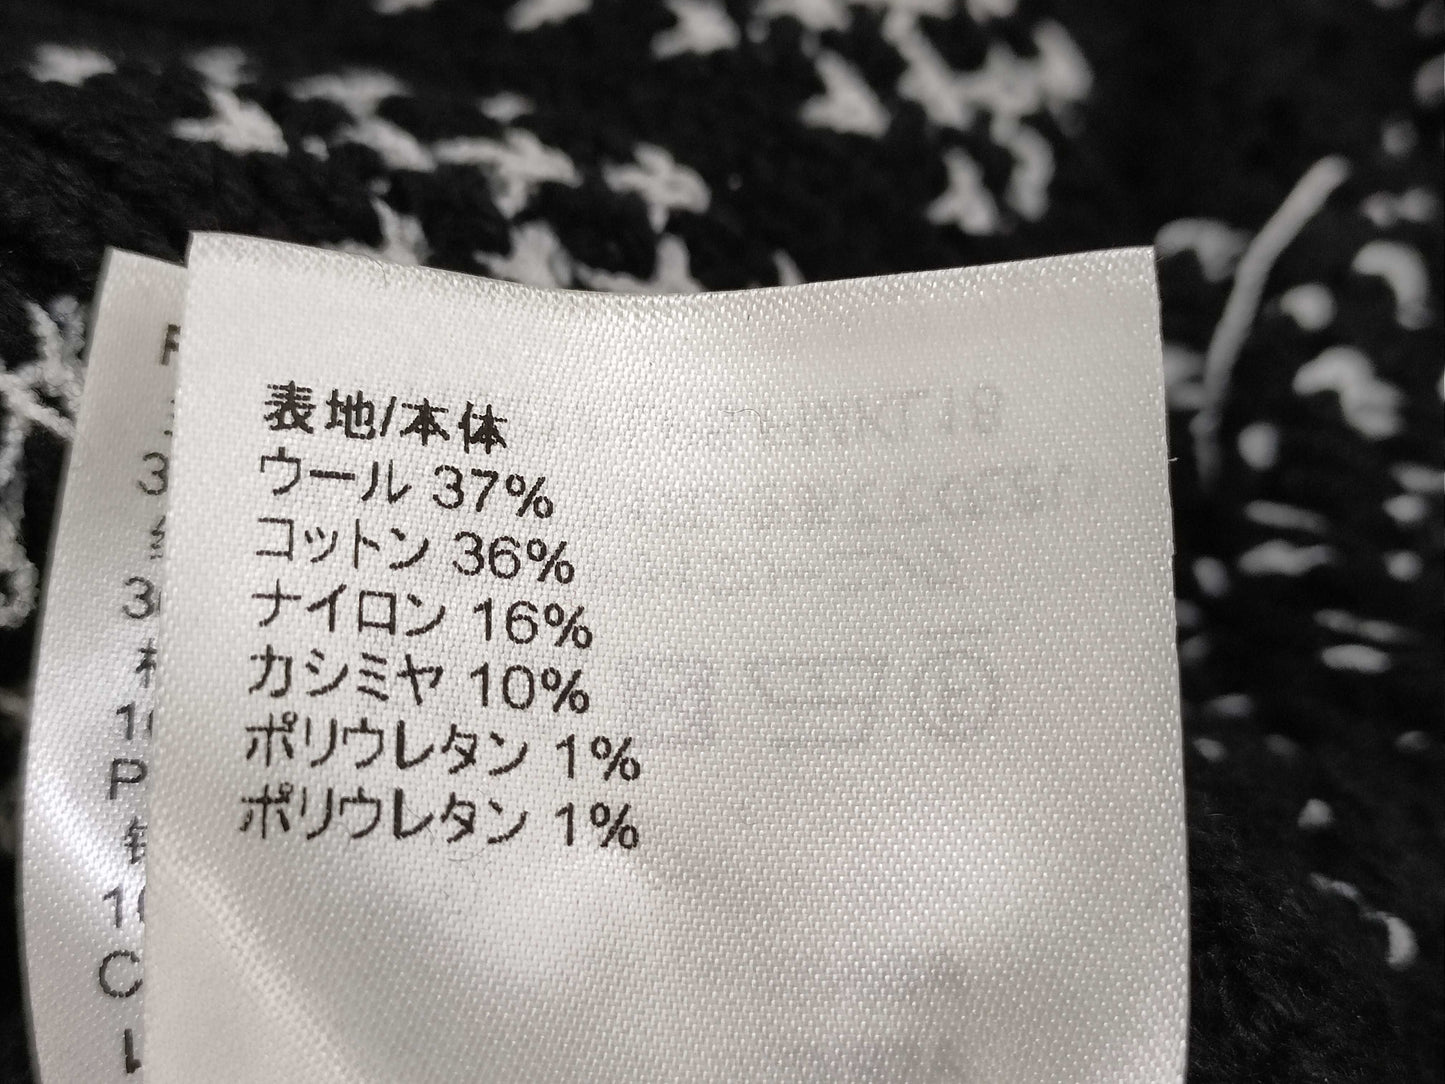 表地/本体
ウール 37%
コットン 36%
ナイロン 16%
カシミヤ 10%
ポリウレタン 1%
ポリウレタン 1%